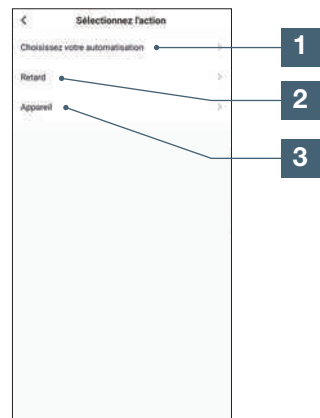 Sélectionnez l'action
Choisissez votre automatisation
1
Retard
2
Appareil
3